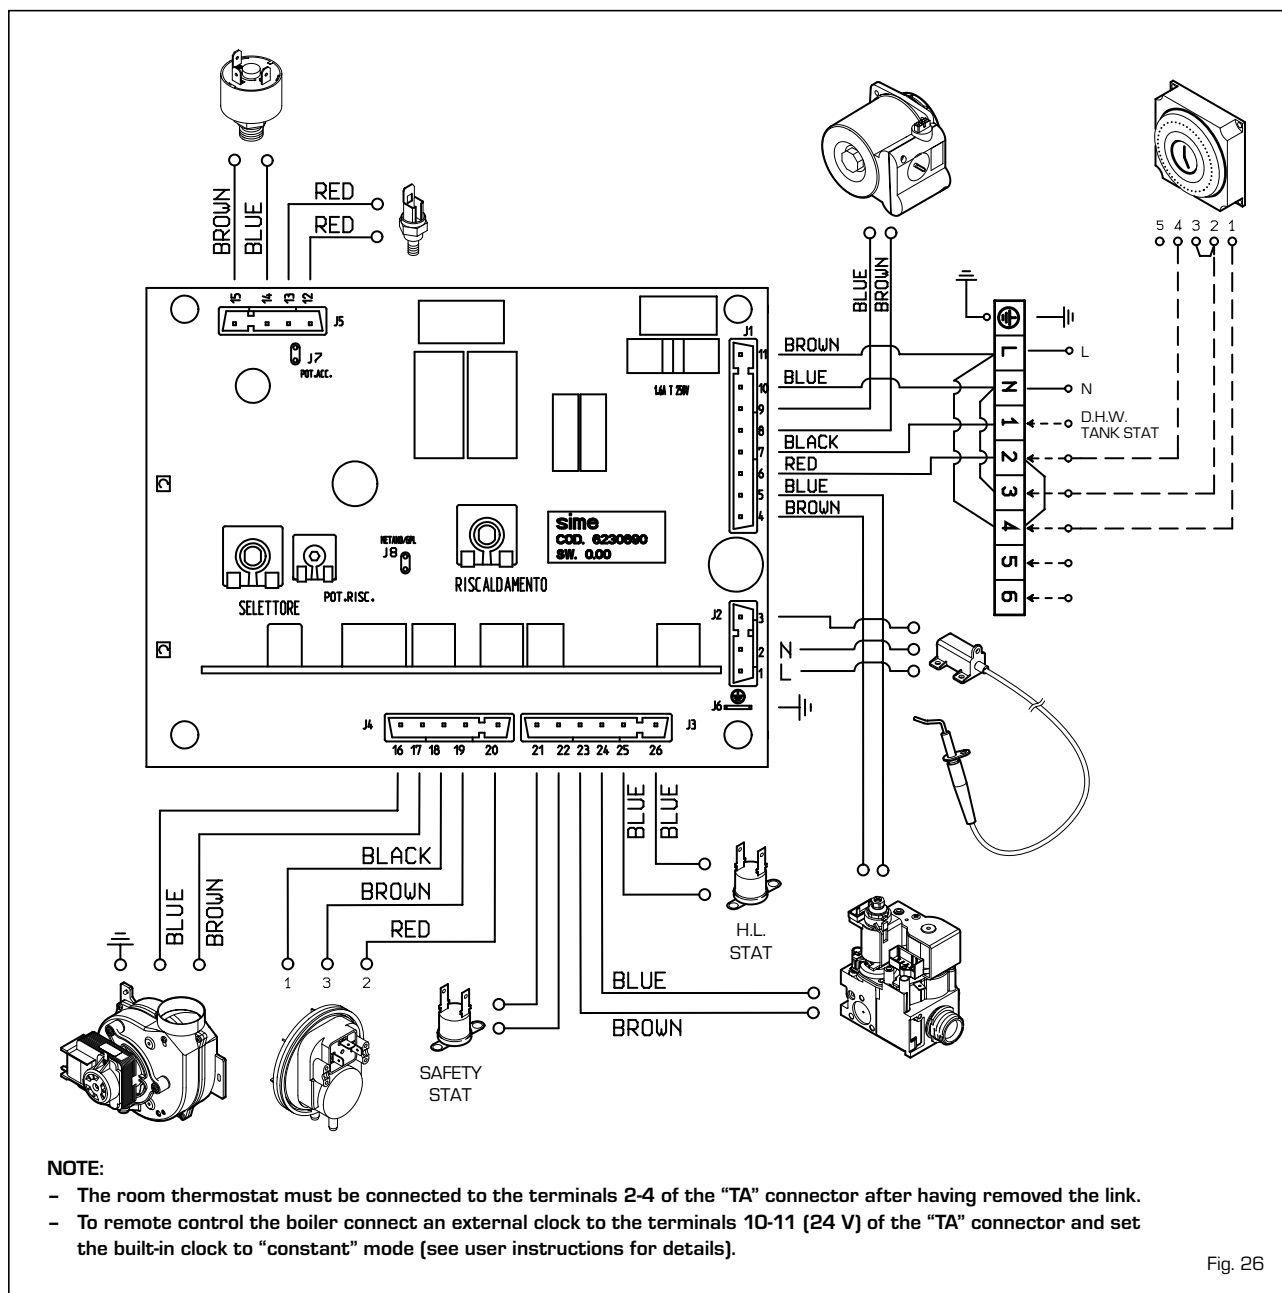 BROWN
BLUE
RED
RED
15 14 13 12
J5
J7
POT.ACC.
1.6A T 250V
J1
11
10
9
8
7
6
5
4
BLUE
BROWN
BROWN
BLUE
BLACK
RED
BLUE
BROWN
5 4 3 2 1
L
N
1
2
3
4
5
6
L
N
D.H.W.
TANK STAT
sime
COD. 6230690
SW. 0.00
METANO/GPL
J8
SELETTORE
POT.RISC.
RISCALDAMENTO
J2
3
2
1
N
L
J6
J4
16 17 18 19 20
J3
21 22 23 24 25 26
BLUE
BROWN
BLACK
BROWN
RED
1 3 2
BLUE
BLUE
H.L.
STAT
BLUE
BROWN
SAFETY
STAT
NOTE:
– The room thermostat must be connected to the terminals 2-4 of the “TA” connector after having removed the link.
– To remote control the boiler connect an external clock to the terminals 10-11 (24 V) of the “TA” connector and set
the built-in clock to “constant” mode (see user instructions for details).
Fig. 26